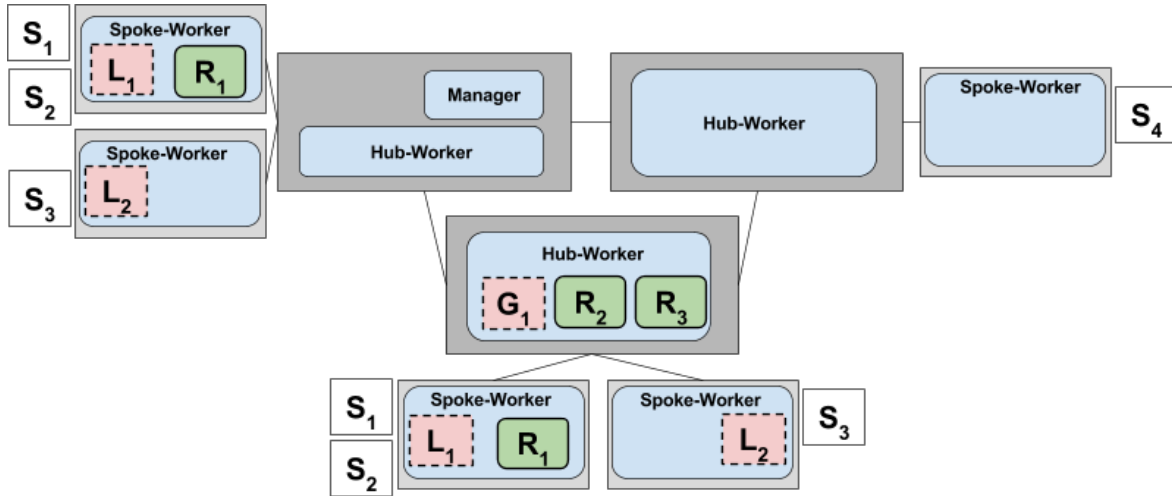 S1
S2
Spoke-Worker
L1 R1
S3
Spoke-Worker
L2
Manager
Hub-Worker
Hub-Worker
Spoke-Worker
S4
Hub-Worker
G1 R2 R3
S1
S2
Spoke-Worker
L1 R1
Spoke-Worker
L2
S3